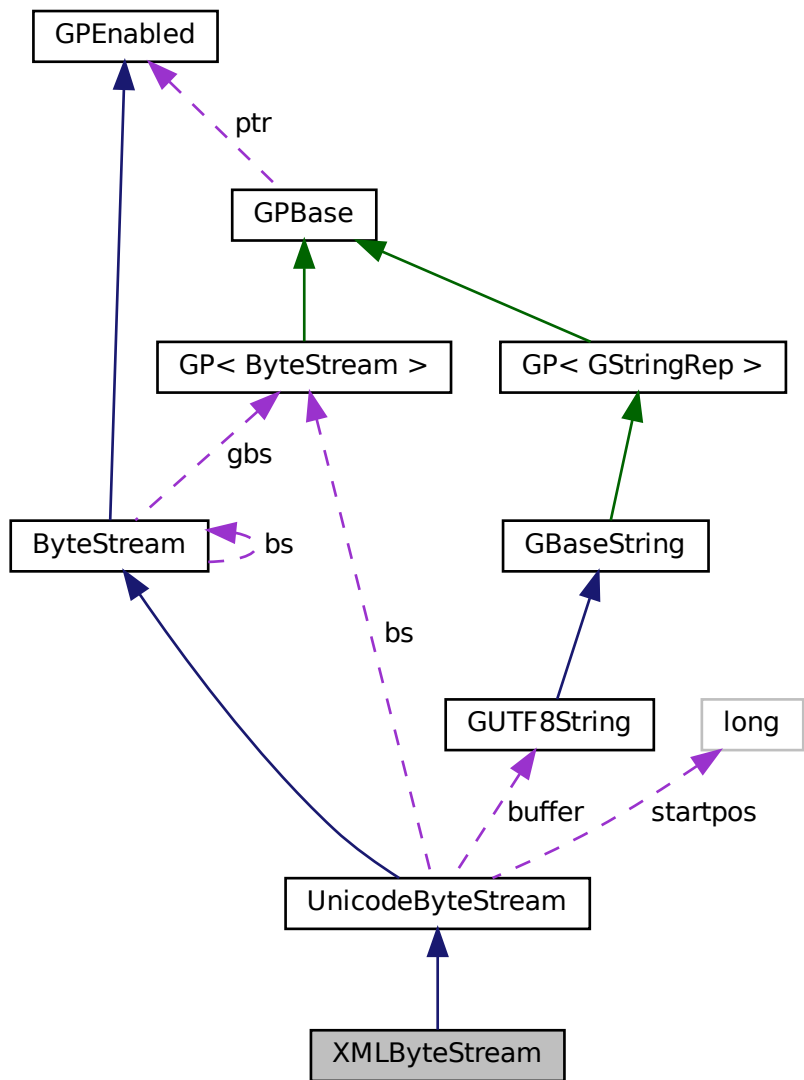 GPEnabled
ptr
GPBase
GP< ByteStream >
GP< GStringRep >
gbs
ByteStream
bs
GBaseString
bs
GUTF8String
long
buffer
startpos
UnicodeByteStream
XMLByteStream